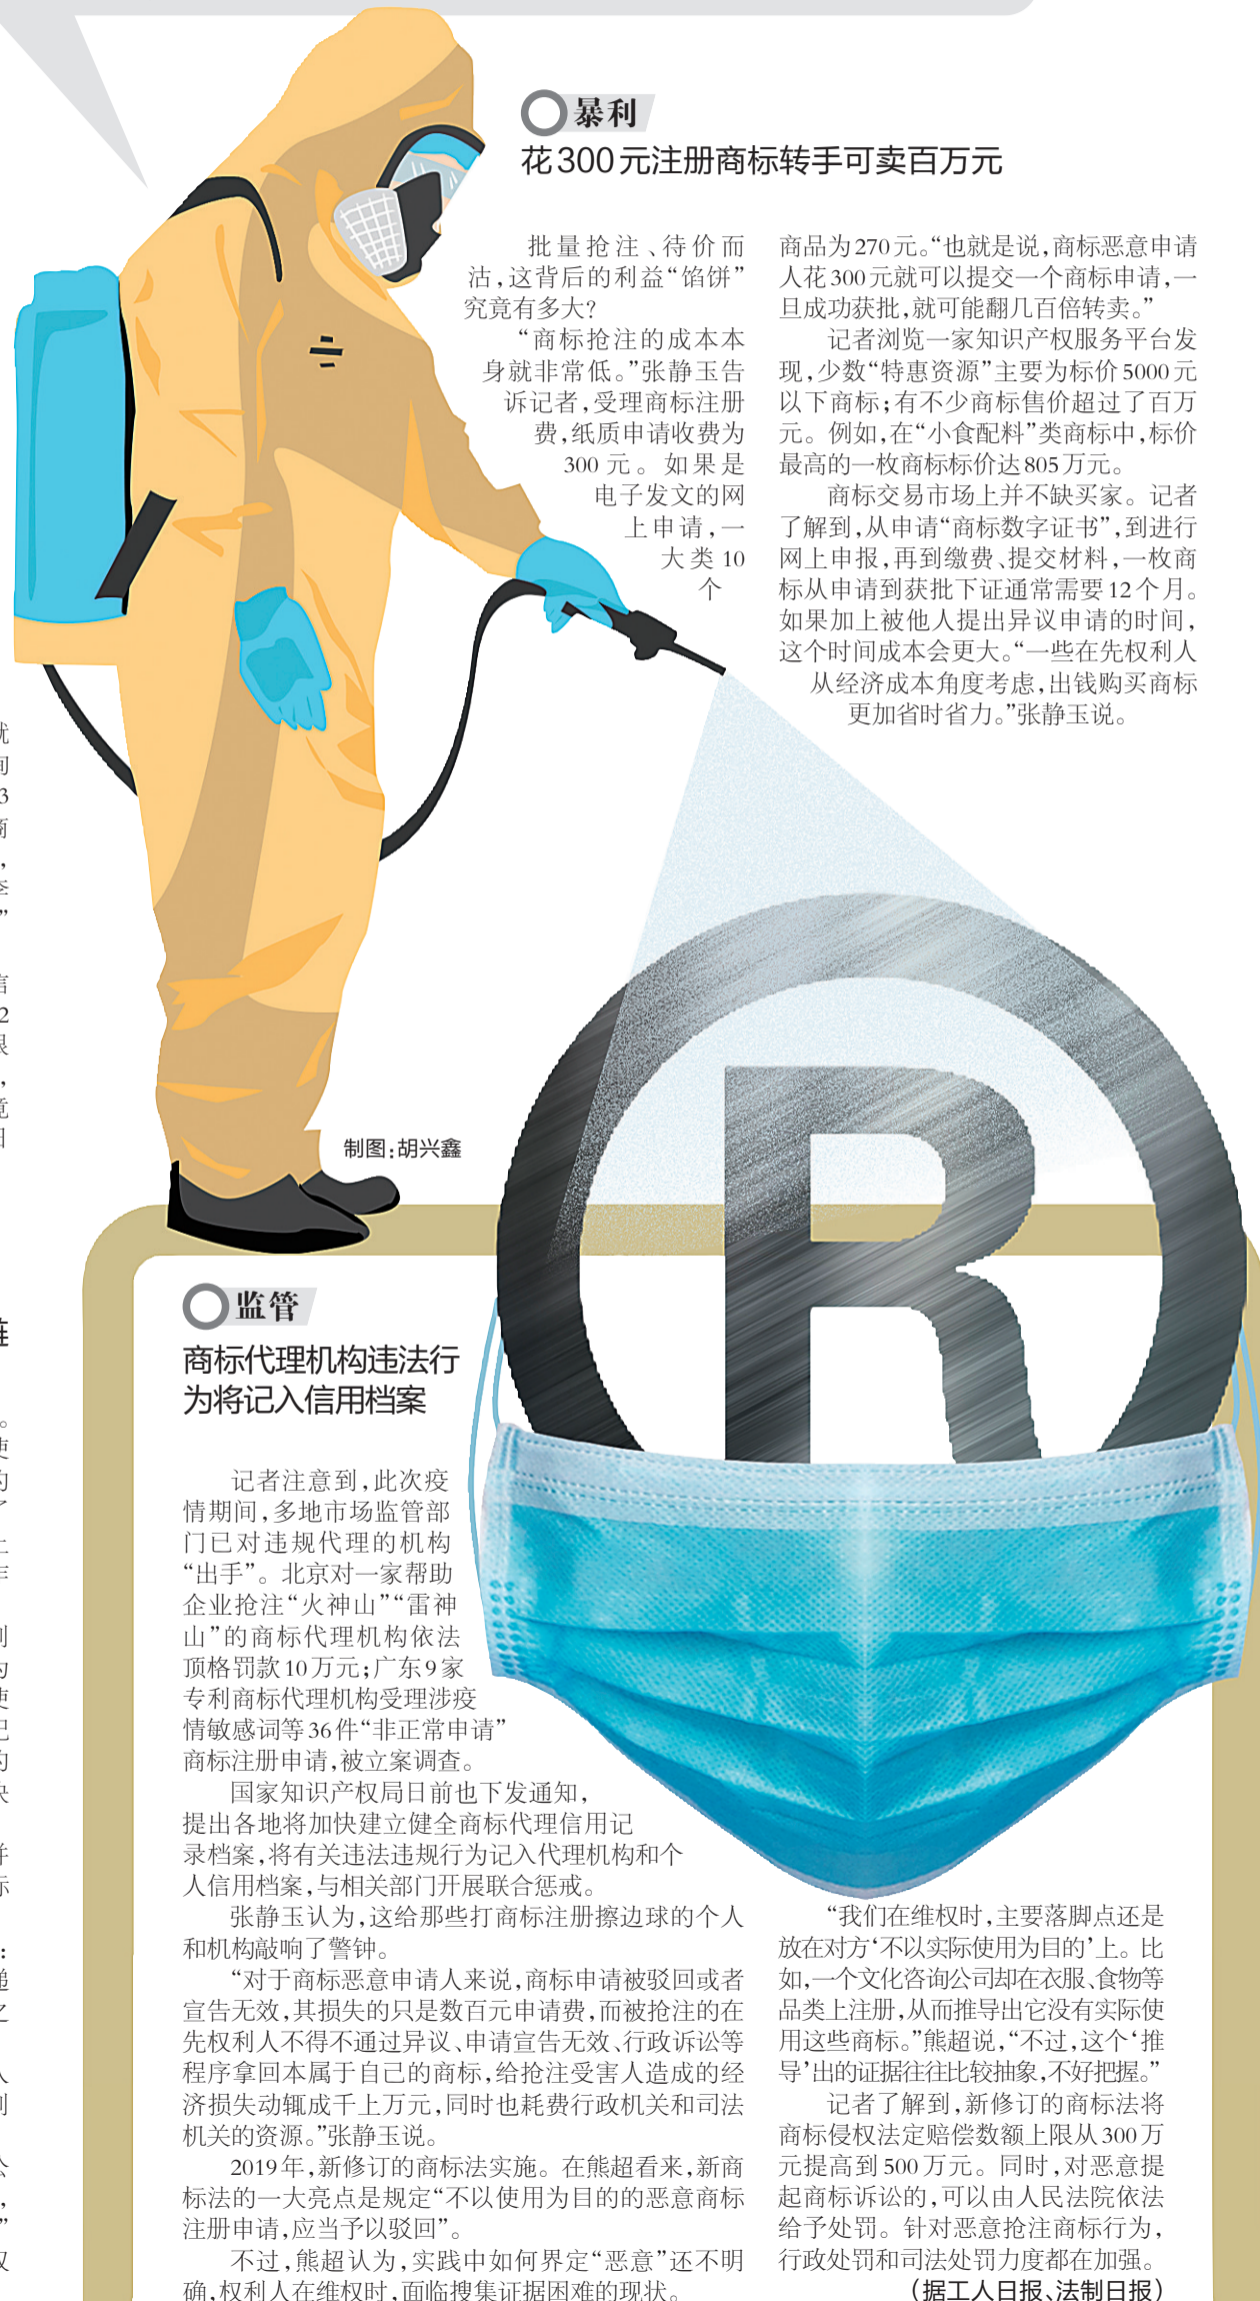 暴利
花300元注册商标转手可卖百万元
批量抢注、待价而
沽，这背后的利益“馅饼”
究竟有多大？
“商标抢注的成本本
身就非常低。”张静玉告
诉记者，受理商标注册
费，纸质申请收费为
300元。如果是
电子发文的网
上申请，一
大类10
个
商品为270元。“也就是说，商标恶意申请
人花300元就可以提交一个商标申请，一
旦成功获批，就可能翻几百倍转卖。”
记者浏览一家知识产权服务平台发
现，少数“特惠资源”主要为标价5000元
以下商标；有不少商标售价超过了百万
元。例如，在“小食配料”类商标中，标价
最高的一枚商标标价达805万元。
商标交易市场上并不缺买家。记者
了解到，从申请“商标数字证书”，到进行
网上申报，再到缴费、提交材料，一枚商
标从申请到获批下证通常需要12个月。
如果加上被他人提出异议申请的时间，
这个时间成本会更大。“一些在先权利人
从经济成本角度考虑，出钱购买商标
更加省时省力。”张静玉说。
制图：胡兴鑫
R
监管
商标代理机构违法行
为将记入信用档案
记者注意到，此次疫
情期间，多地市场监管部
门已对违规代理的机构
“出手”。北京对一家帮助
企业抢注“火神山”“雷神
山”的商标代理机构依法
顶格罚款10万元；广东9家
专利商标代理机构受理涉疫
情敏感词等36件“非正常申请”
商标注册申请，被立案调查。
国家知识产权局日前也下发通知，
提出各地将加快建立健全商标代理信用记
录档案，将有关违法违规行为记入代理机构和个
人信用档案，与相关部门开展联合惩戒。
张静玉认为，这给那些打商标注册擦边球的个人
和机构敲响了警钟。
“对于商标恶意申请人来说，商标申请被驳回或者
宣告无效，其损失的只是数百元申请费，而被抢注的在
先权利人不得不通过异议、申请宣告无效、行政诉讼等
程序拿回本属于自己的商标，给抢注受害人造成的经
济损失动辄成千上万元，同时也耗费行政机关和司法
机关的资源。”张静玉说。
2019年，新修订的商标法实施。在熊超看来，新商
标法的一大亮点是规定“不以使用为目的的恶意商标
注册申请，应当予以驳回”。
不过，熊超认为，实践中如何界定“恶意”还不明
确，权利人在维权时，面临搜集证据困难的现状。
“我们在维权时，主要落脚点还是
放在对方‘不以实际使用为目的’上。比
如，一个文化咨询公司却在衣服、食物等
品类上注册，从而推导出它没有实际使
用这些商标。”熊超说，“不过，这个‘推
导’出的证据往往比较抽象，不好把握。”
记者了解到，新修订的商标法将
商标侵权法定赔偿数额上限从300万
元提高到500万元。同时，对恶意提
起商标诉讼的，可以由人民法院依法
给予处罚。针对恶意抢注商标行为，
行政处罚和司法处罚力度都在加强。
（据工人日报、法制日报）